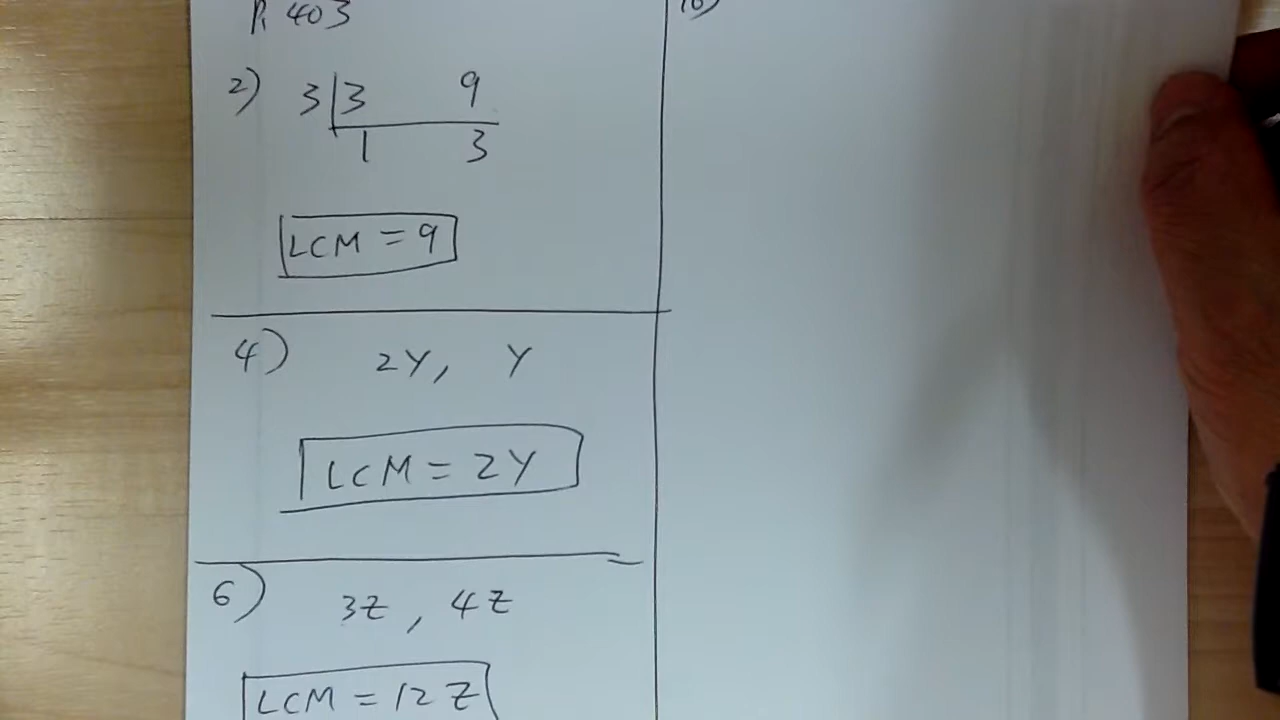 P. 403
2) 3 3 9
1 3
LCM = 9
4) 2Y, Y
LCM = 2Y
6) 3Z, 4Z
LCM = 12Z